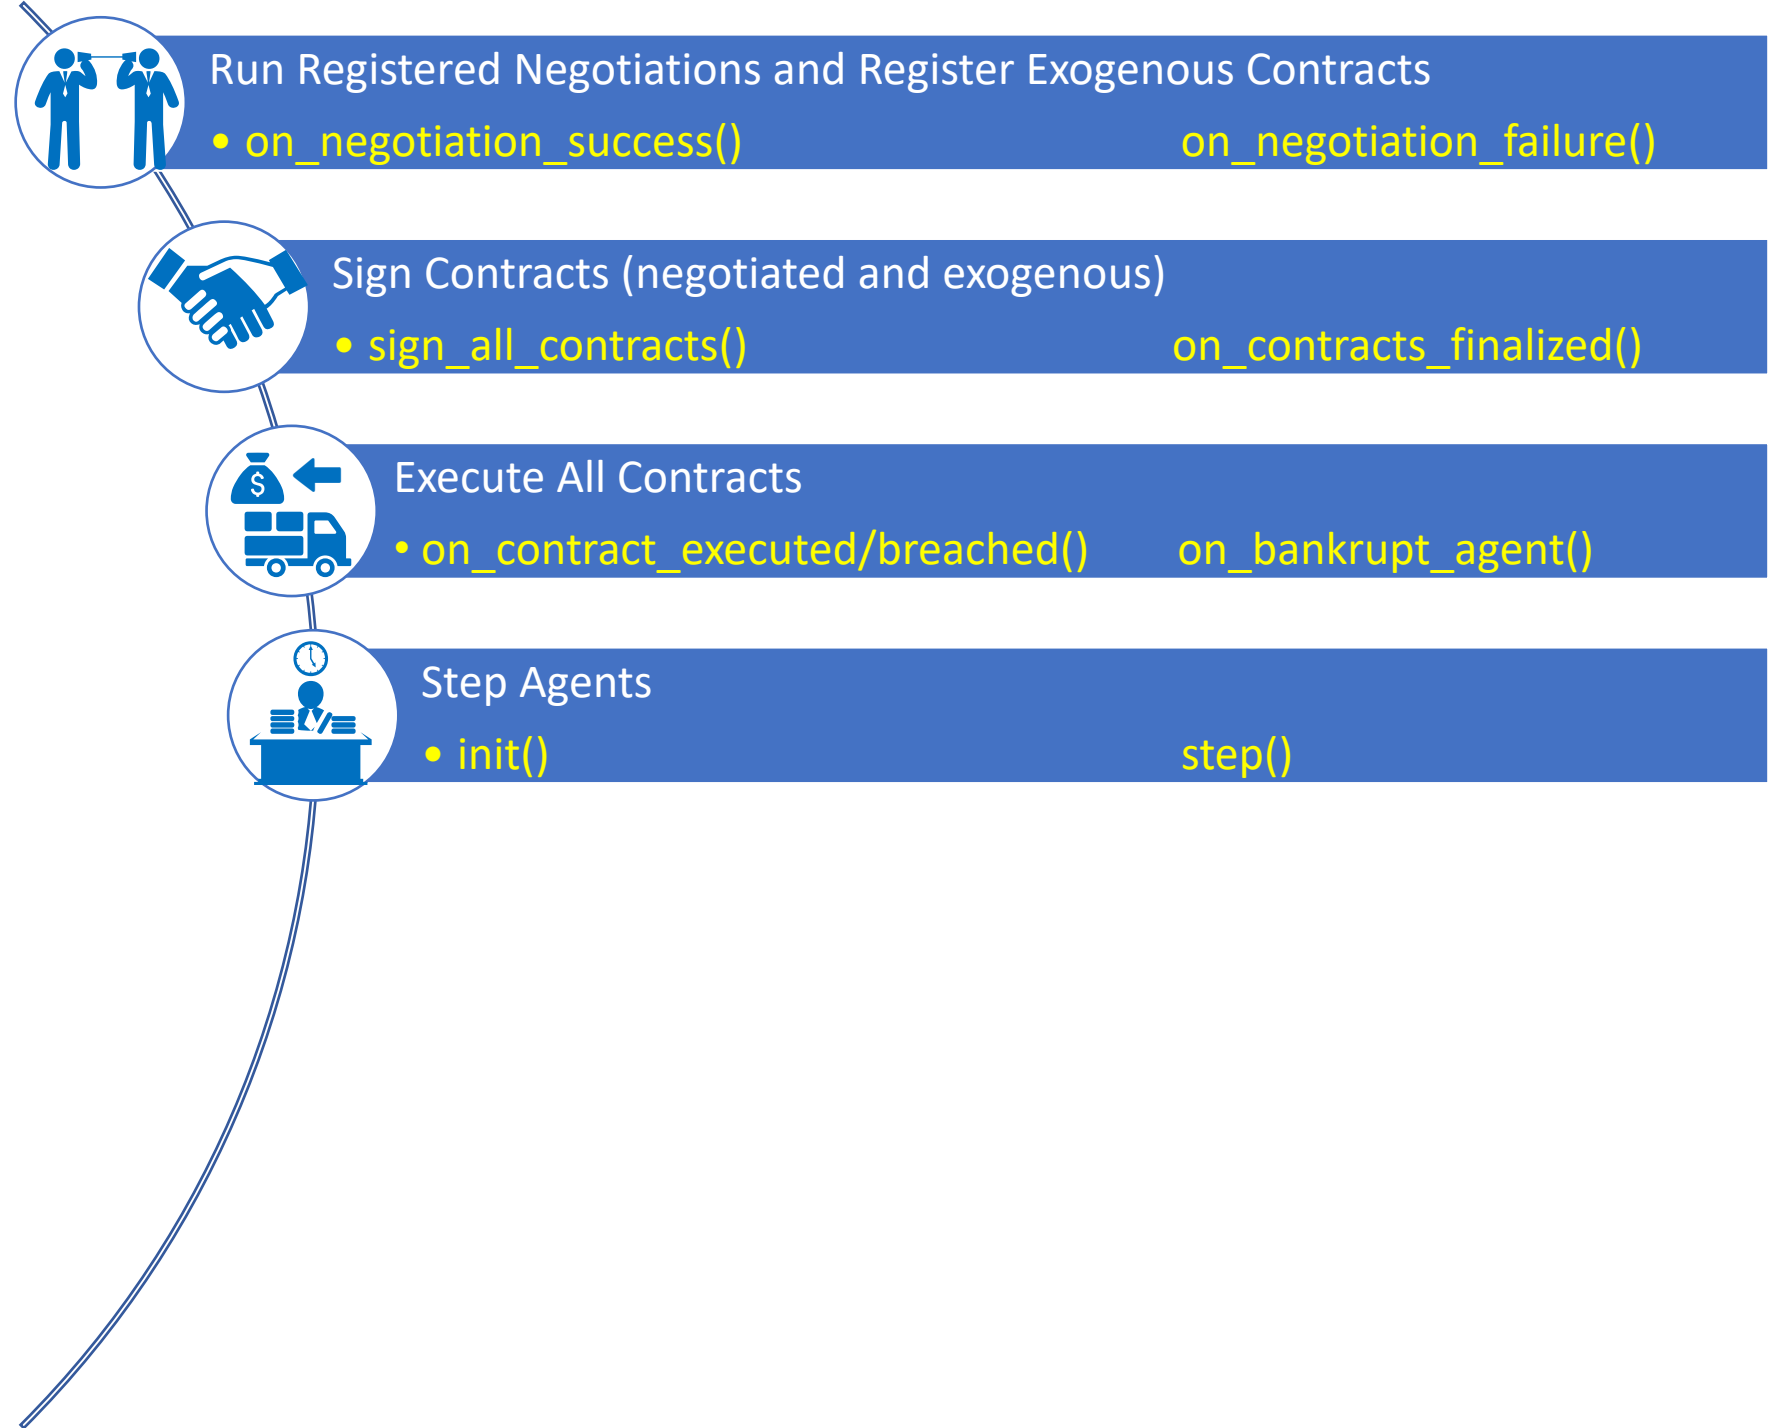 Run Registered Negotiations and Register Exogenous Contracts
• on_negotiation_success() on_negotiation_failure()
Sign Contracts (negotiated and exogenous)
• sign_all_contracts() on_contracts_finalized()
$
Execute All Contracts
• on_contract_executed/breached() on_bankrupt_agent()
Step Agents
• init() step()